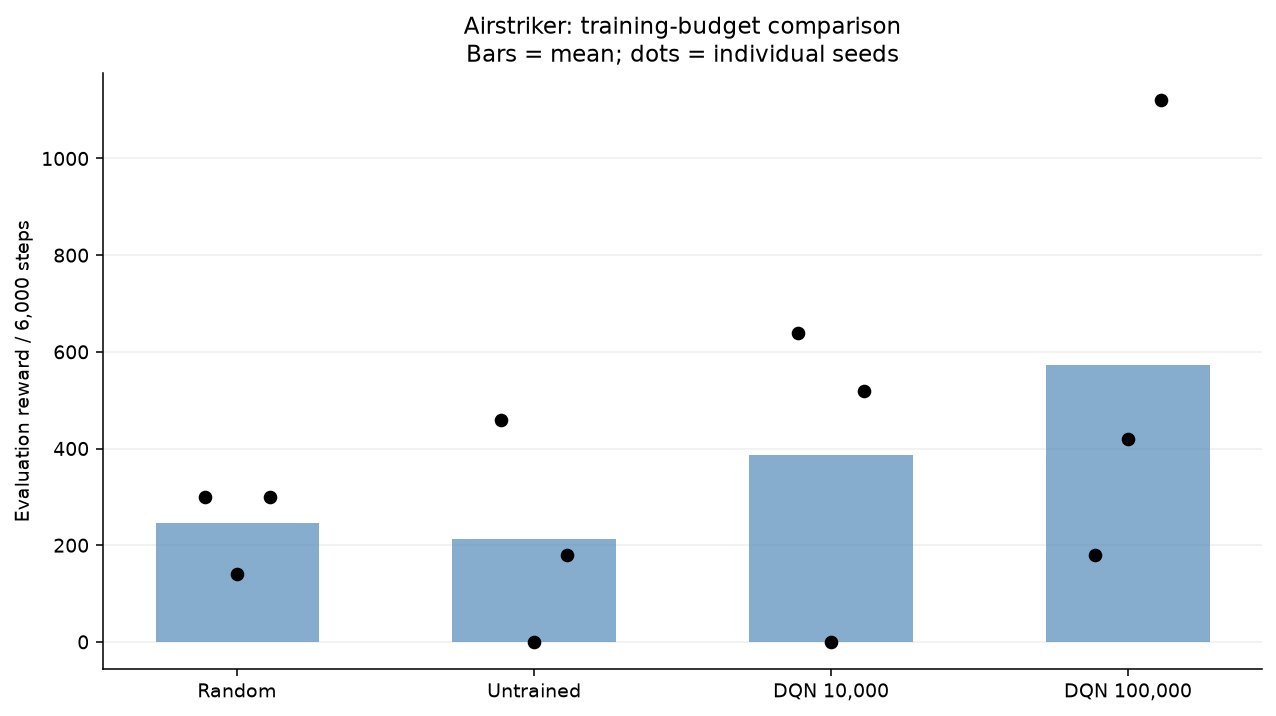 Airstriker: training-budget comparison
Bars = mean; dots = individual seeds
Evaluation reward / 6,000 steps
1000
800
600
400
200
0
Random
Untrained
DQN 10,000
DQN 100,000